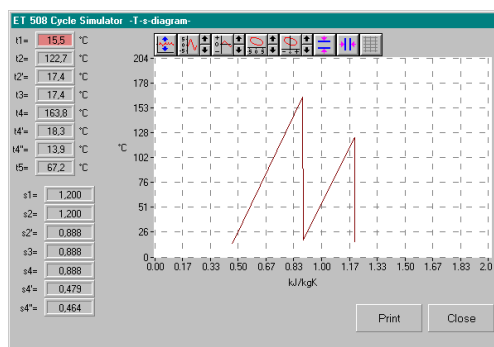 ET 508 Cycle Simulator -T-s-diagram-
t1= 15,5 °C
t2= 122,7 °C
t2'= 17,4 °C
t3= 17,4 °C
t4= 163,8 °C
t4'= 18,3 °C
t4"= 13,9 °C
t5= 67,2 °C
s1= 1,200
s2= 1,200
s2'= 0,888
s3= 0,888
s4= 0,888
s4'= 0,479
s4"= 0,464
204
178
153
128
°C
102
76
51
26
0
0.00 0.17 0.33 0.50 0.67 0.83 1.00 1.17 1.33 1.50 1.67 1.83 2.0
kJ/kgK
Print Close